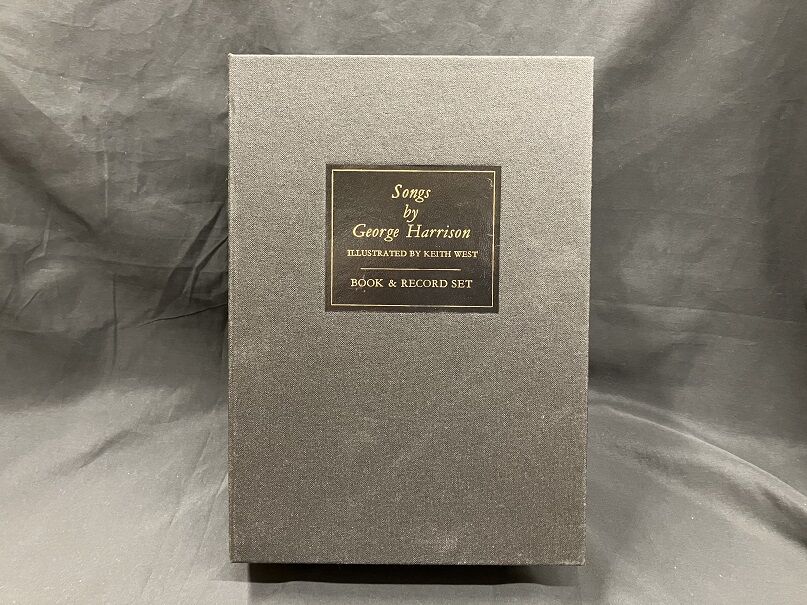 Songs
by
George Harrison
ILLUSTRATED BY KEITH WEST
BOOK & RECORD SET